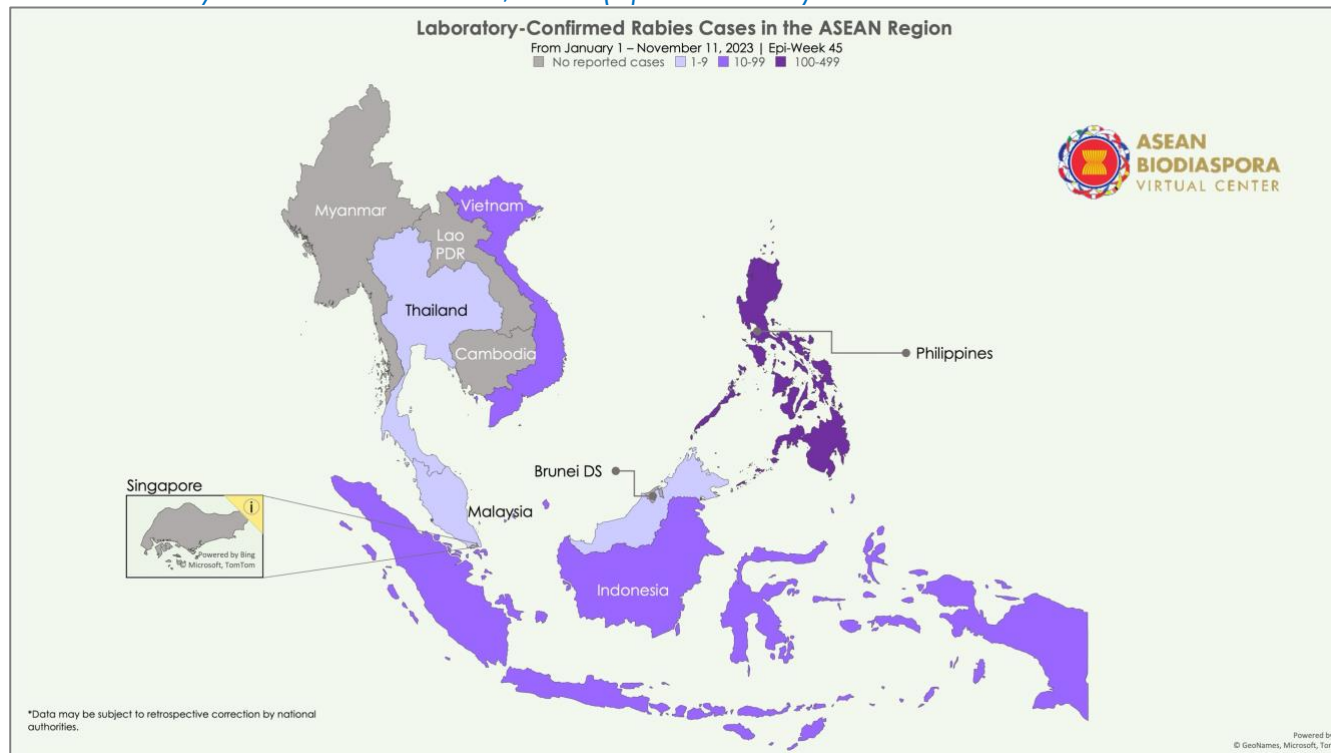 Laboratory-Confirmed Rabies Cases in the ASEAN Region
From January 1 – November 11, 2023 | Epi-Week 45
No reported cases 1-9 10-99 100-499
ASEAN
BIODIASPORA
VIRTUAL CENTER
Myanmar
Vietnam
Lao
PDR
Thailand
Cambodia
Philippines
Brunei DS
Singapore
i
Malaysia
Powered by Bing
Microsoft, TomTom
Indonesia
*Data may be subject to retrospective correction by national
authorities.
Powered by
© GeoNames, Microsoft, Tom